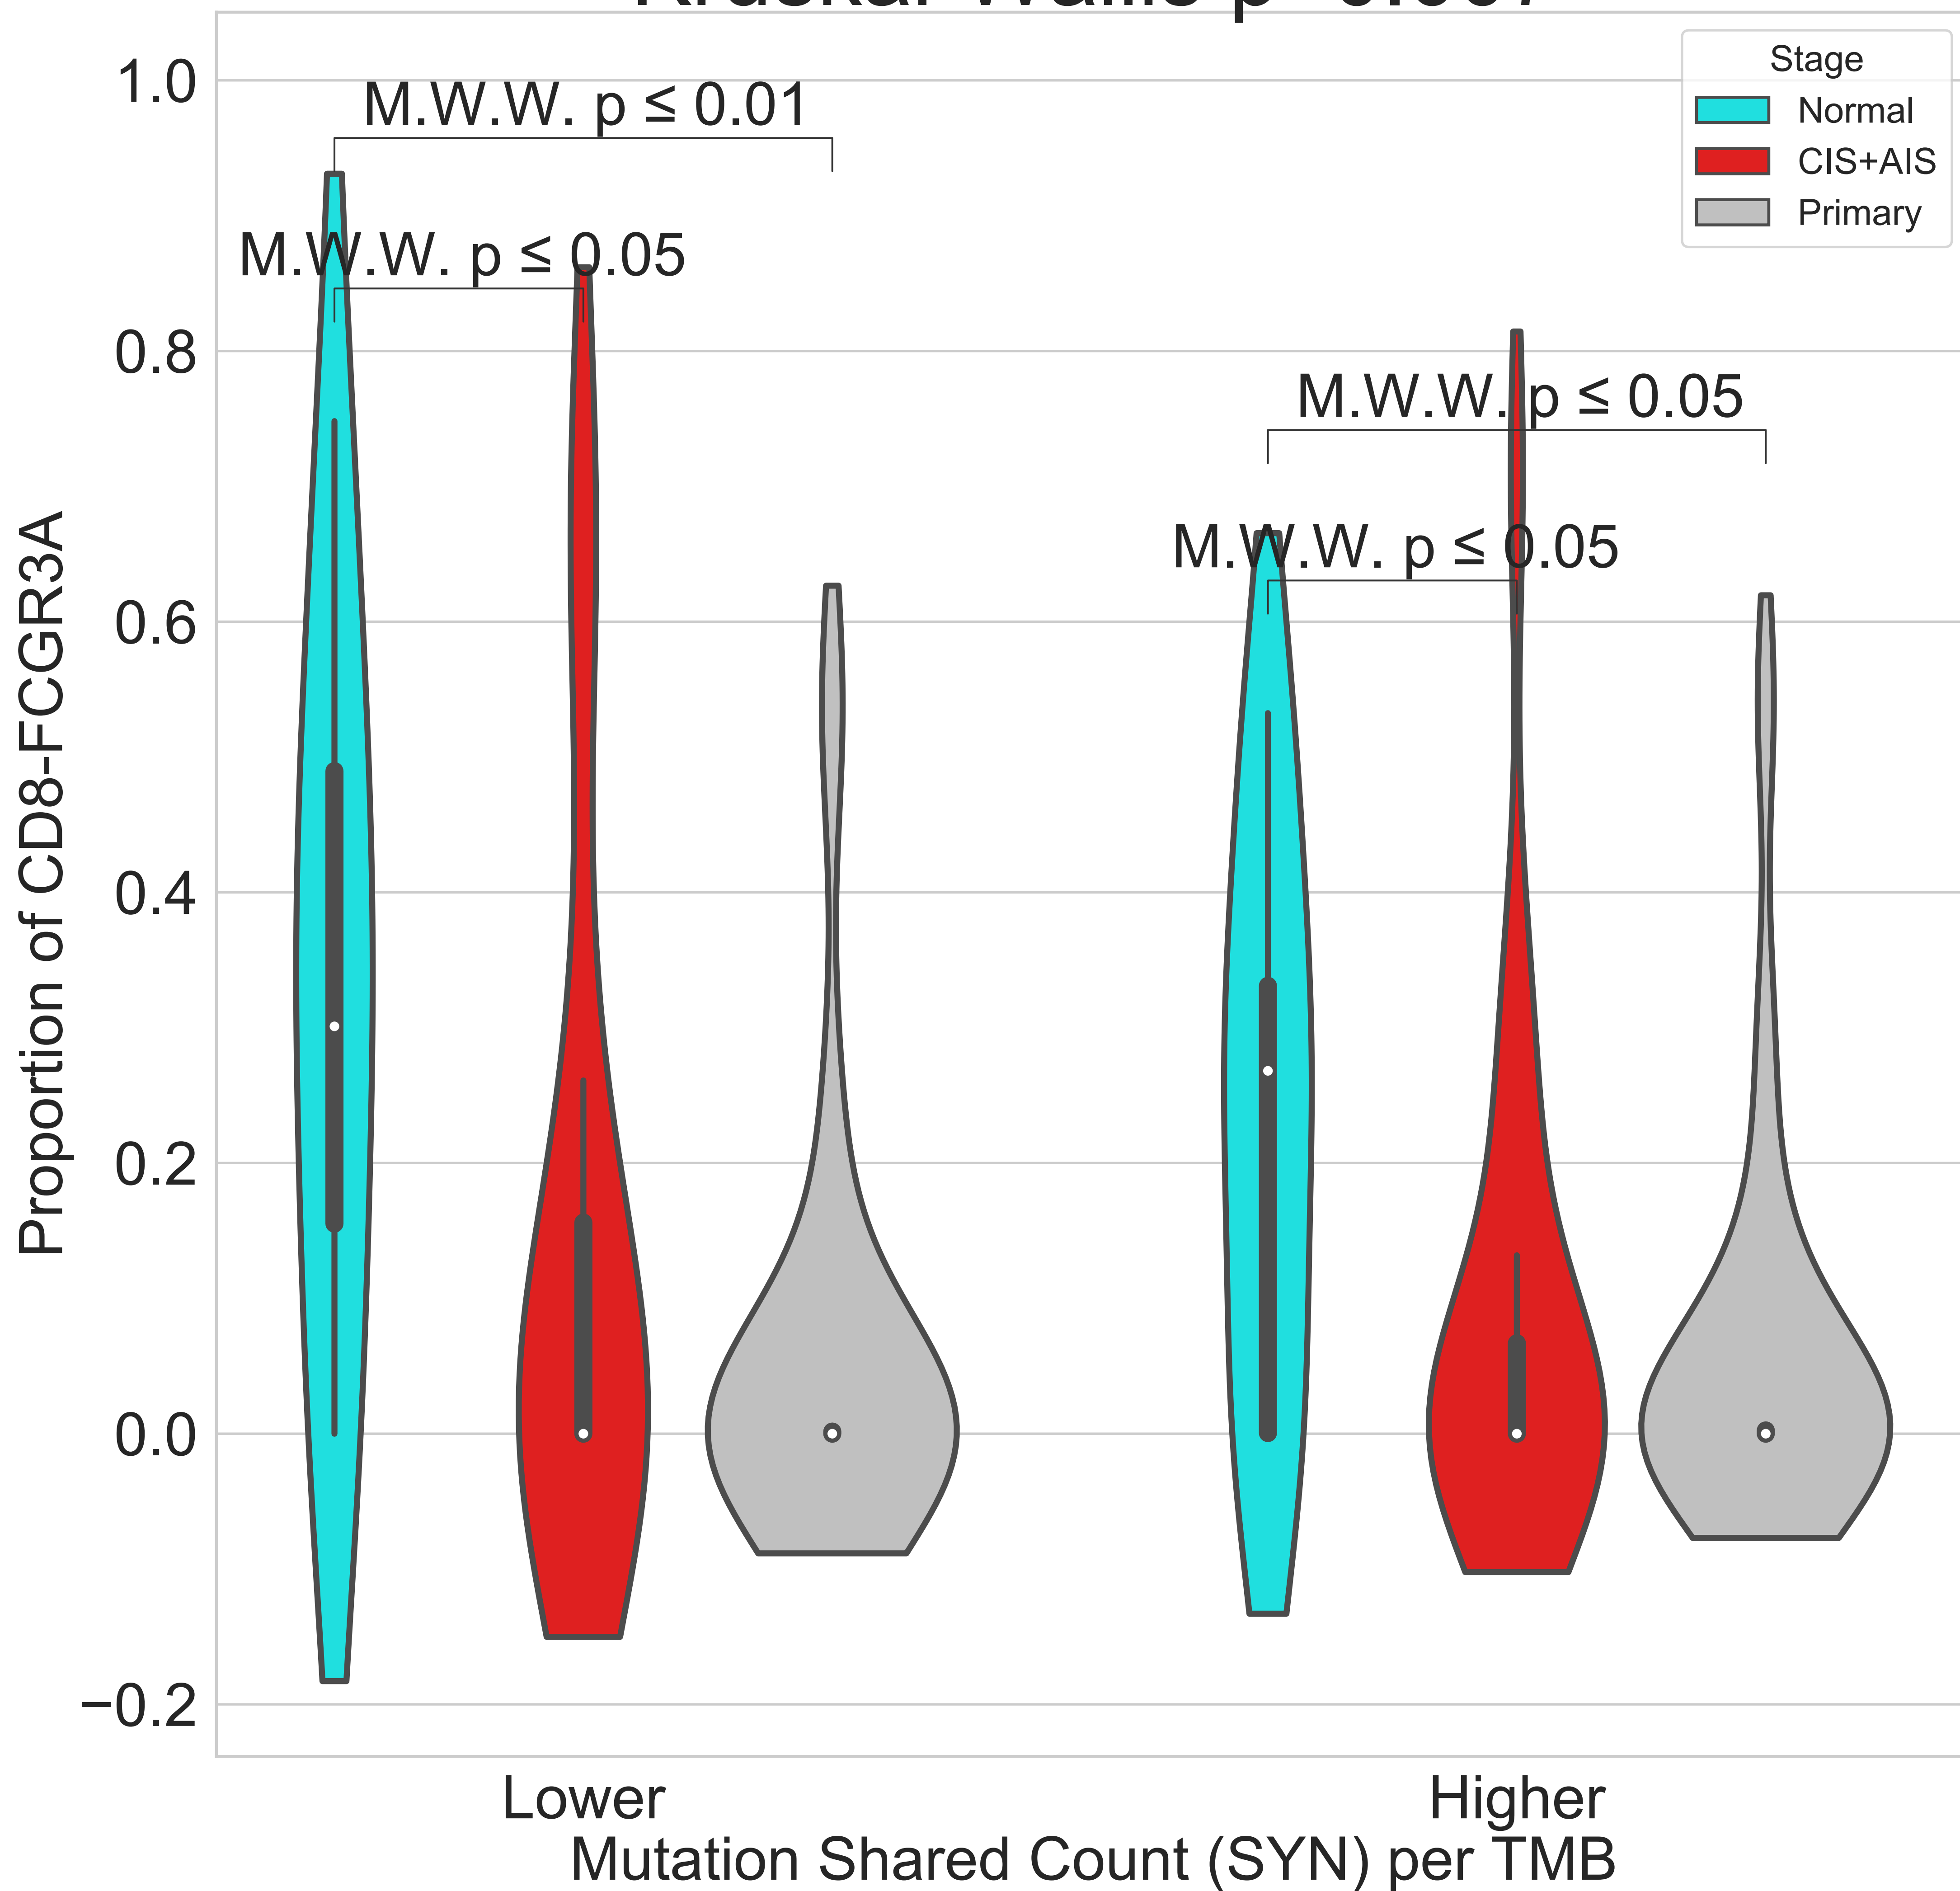 1.0
0.8
0.6
0.4
0.2
0.0
−0.2
Proportion of CD8-FCGR3A
M.W.W. p ≤ 0.01
M.W.W. p ≤ 0.05
M.W.W. p ≤ 0.05
M.W.W. p ≤ 0.05
Stage
Normal
CIS+AIS
Primary
Lower
Higher
Mutation Shared Count (SYN) per TMB